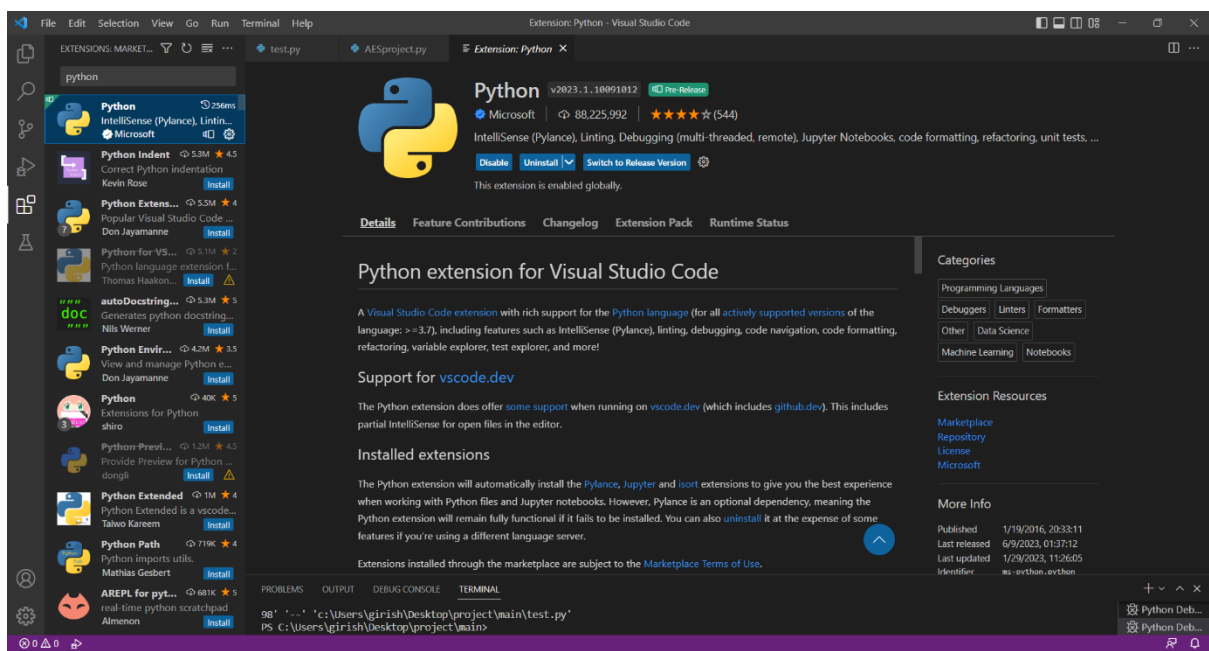 File Edit Selection View Go Run Terminal Help
Extension: Python - Visual Studio Code
EXTENSIONS: MARKET...
python
Python 256ms
IntelliSense (Pylance), Lintin...
Microsoft
Python Indent 5.3M ★ 4.5
Correct Python indentation
Kevin Rose Install
Python Extens... 5.5M ★ 4
Popular Visual Studio Code ...
7 Don Jayamanne Install
Python for VS... 5.1M ★ 2
Python language extension f...
Thomas Haakon... Install
autoDocstring... 5.3M ★ 5
""" doc """
Generates python docstring...
Nils Werner Install
Python Envir... 4.2M ★ 3.5
View and manage Python e...
Don Jayamanne Install
Python 40K ★ 5
Extensions for Python
3 shiro Install
Python Previ... 1.2M ★ 4.5
Provide Preview for Python ...
dongli Install
Python Extended 1M ★ 4
Python Extended is a vscode...
Taiwo Kareem Install
Python Path 719K ★ 4
Python imports utils.
Mathias Gesbert Install
AREPL for pyt... 681K ★ 5
real-time python scratchpad
Almenon Install
test.py AESproject.py Extension: Python
Python v2023.1.10091012 Pre-Release
Microsoft 88,225,992 ★★★★☆ (544)
IntelliSense (Pylance), Linting, Debugging (multi-threaded, remote), Jupyter Notebooks, code formatting, refactoring, unit tests, ...
Disable Uninstall Switch to Release Version
This extension is enabled globally.
Details Feature Contributions Changelog Extension Pack Runtime Status
Python extension for Visual Studio Code
A Visual Studio Code extension with rich support for the Python language (for all actively supported versions of the
language: >=3.7), including features such as IntelliSense (Pylance), linting, debugging, code navigation, code formatting,
refactoring, variable explorer, test explorer, and more!
Support for vscode.dev
The Python extension does offer some support when running on vscode.dev (which includes github.dev). This includes
partial IntelliSense for open files in the editor.
Installed extensions
The Python extension will automatically install the Pylance, Jupyter and isort extensions to give you the best experience
when working with Python files and Jupyter notebooks. However, Pylance is an optional dependency, meaning the
Python extension will remain fully functional if it fails to be installed. You can also uninstall it at the expense of some
features if you're using a different language server.
Extensions installed through the marketplace are subject to the Marketplace Terms of Use.
Categories
Programming Languages
Debuggers Linters Formatters
Other Data Science
Machine Learning Notebooks
Extension Resources
Marketplace
Repository
License
Microsoft
More Info
Published 1/19/2016, 20:33:11
Last released 6/9/2023, 01:37:12
Last updated 1/29/2023, 11:26:05
Identifier ms-python.python
PROBLEMS OUTPUT DEBUG CONSOLE TERMINAL
98' '--' 'c:\Users\girish\Desktop\project\main\test.py'
PS C:\Users\girish\Desktop\project\main>
Python Deb...
Python Deb...
0 0